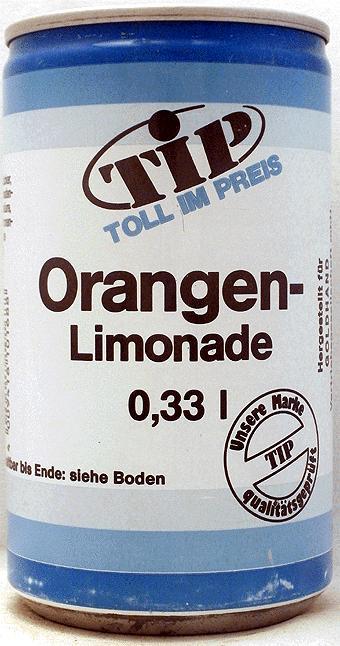 TiP
TOLL IM PREIS
Orangen-
Limonade
0,33 l
bis Ende: siehe Boden
Unsere Marke
TIP
qualitätsgeprüft
Hergestellt für
GOLDHAND